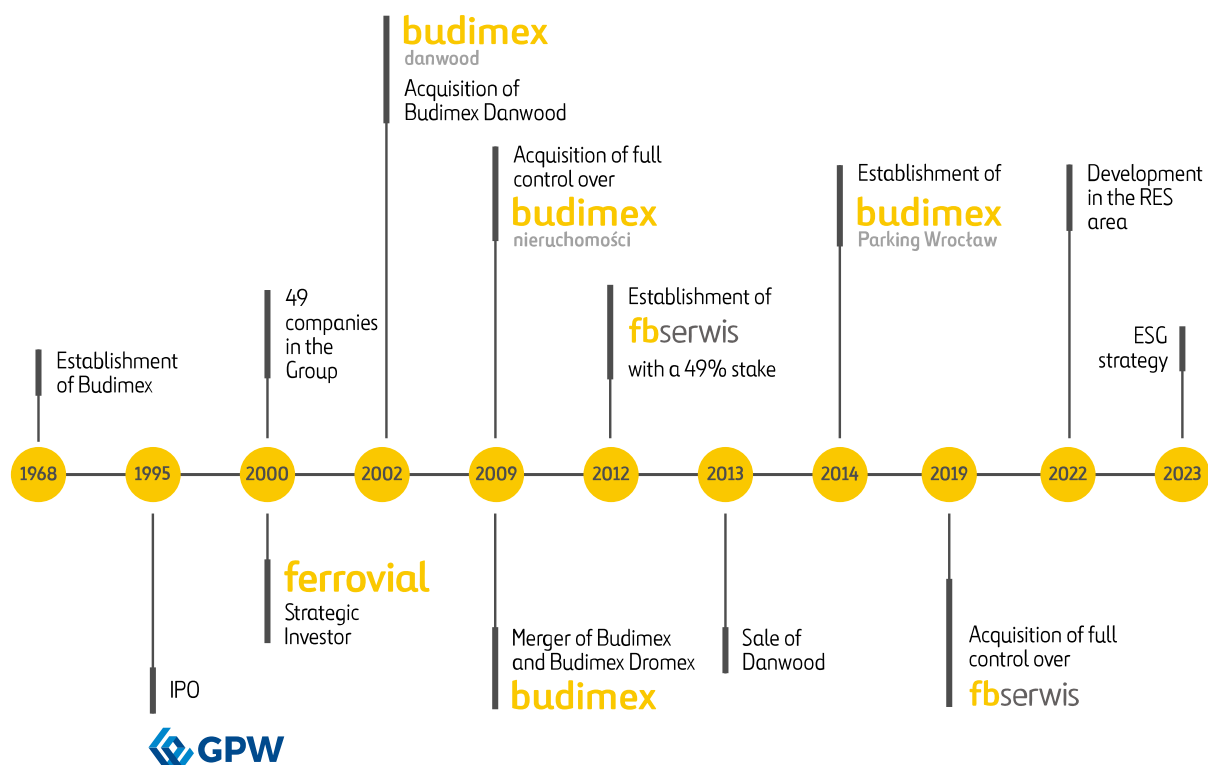 budimex
danwood
Acquisition of
Budimex Danwood
Acquisition of full
control over
budimex
nieruchomości
Establishment of
budimex
Parking Wrocław
Development
in the RES
area
49
companies
in the
Group
Establishment of
fbserwis
with a 49% stake
ESG
strategy
Establishment
of Budimex
1968
1995
2000
2002
2009
2012
2013
2014
2019
2022
2023
ferrovial
Strategic
Investor
IPO
GPW
Merger of Budimex
and Budimex Dromex
budimex
Sale of
Danwood
Acquisition of full
control over
fbserwis